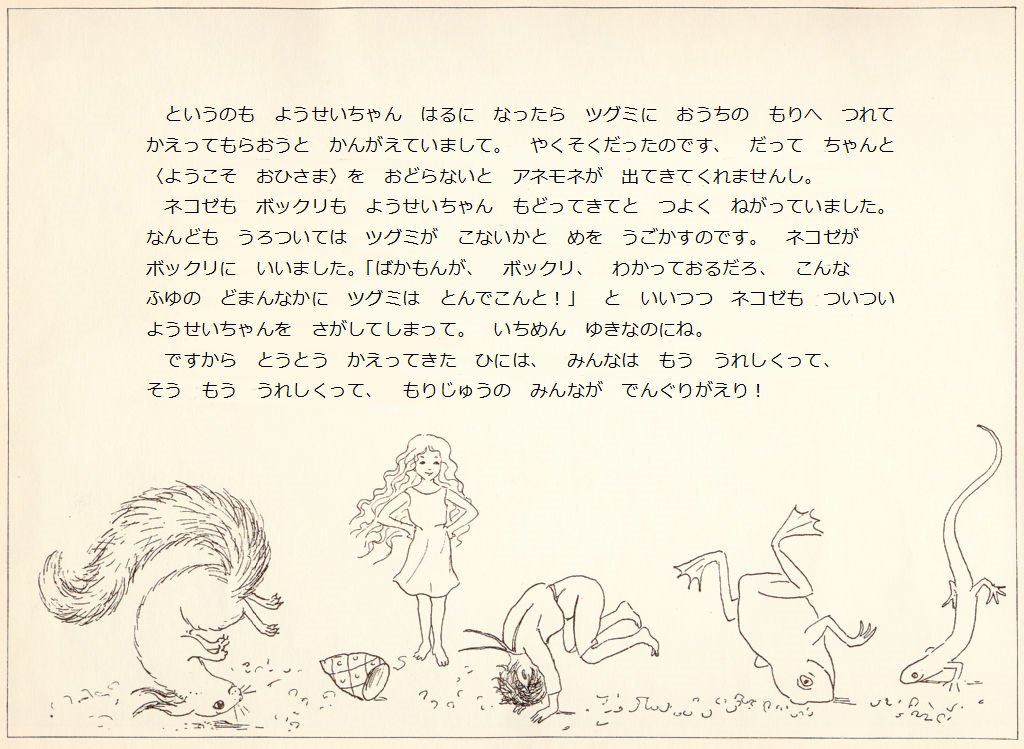 というのも　ようせいちゃん　はるに　なったら　ツグミに　おうちの　もりへ　つれて
かえってもらおうと　かんがえていまして。　やくそくだったのです、　だって　ちゃんと
〈ようこそ　おひさま〉を　おどらないと　アネモネが　出てきてくれませんし。
　ネコゼも　ボックリも　ようせいちゃん　もどってきてと　つよく　ねがっていました。
なんども　うろついては　ツグミが　こないかと　めを　うごかすのです。　ネコゼが
ボックリに　いいました。「ばかもんが、　ボックリ、　わかっておるだろ、　こんな
ふゆの　どまんなかに　ツグミは　とんでこんと！」　と　いいつつ　ネコゼも　ついつい
ようせいちゃんを　さがしてしまって。　いちめん　ゆきなのにね。
　ですから　とうとう　かえってきた　ひには、　みんなは　もう　うれしくって、
そう　もう　うれしくって、　もりじゅうの　みんなが　でんぐりがえり！